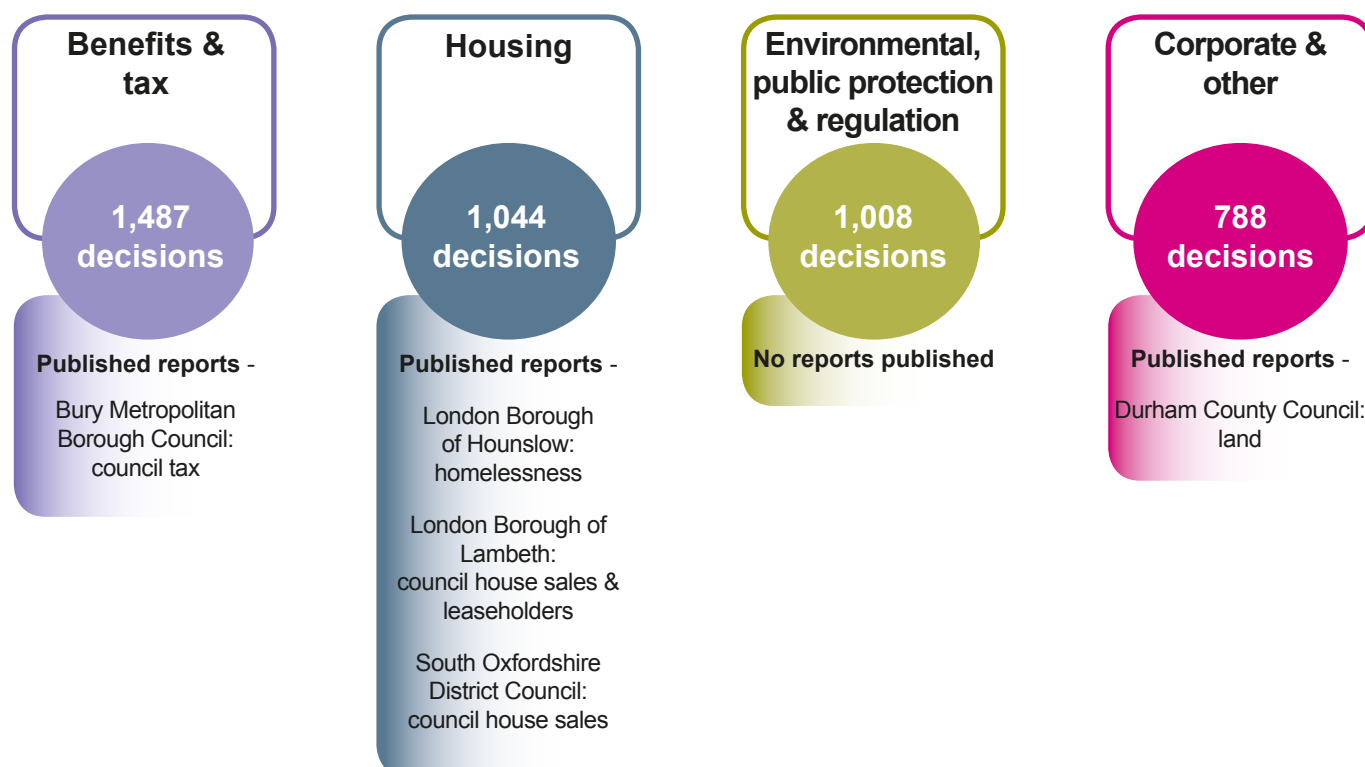 Benefits &
tax
1,487
decisions
Published reports -
Bury Metropolitan
Borough Council:
council tax
Housing
1,044
decisions
Published reports -
London Borough
of Hounslow:
homelessness
London Borough of
Lambeth:
council house sales &
leaseholders
South Oxfordshire
District Council:
council house sales
Environmental,
public protection
& regulation
1,008
decisions
No reports published
Corporate &
other
788
decisions
Published reports -
Durham County Council:
land